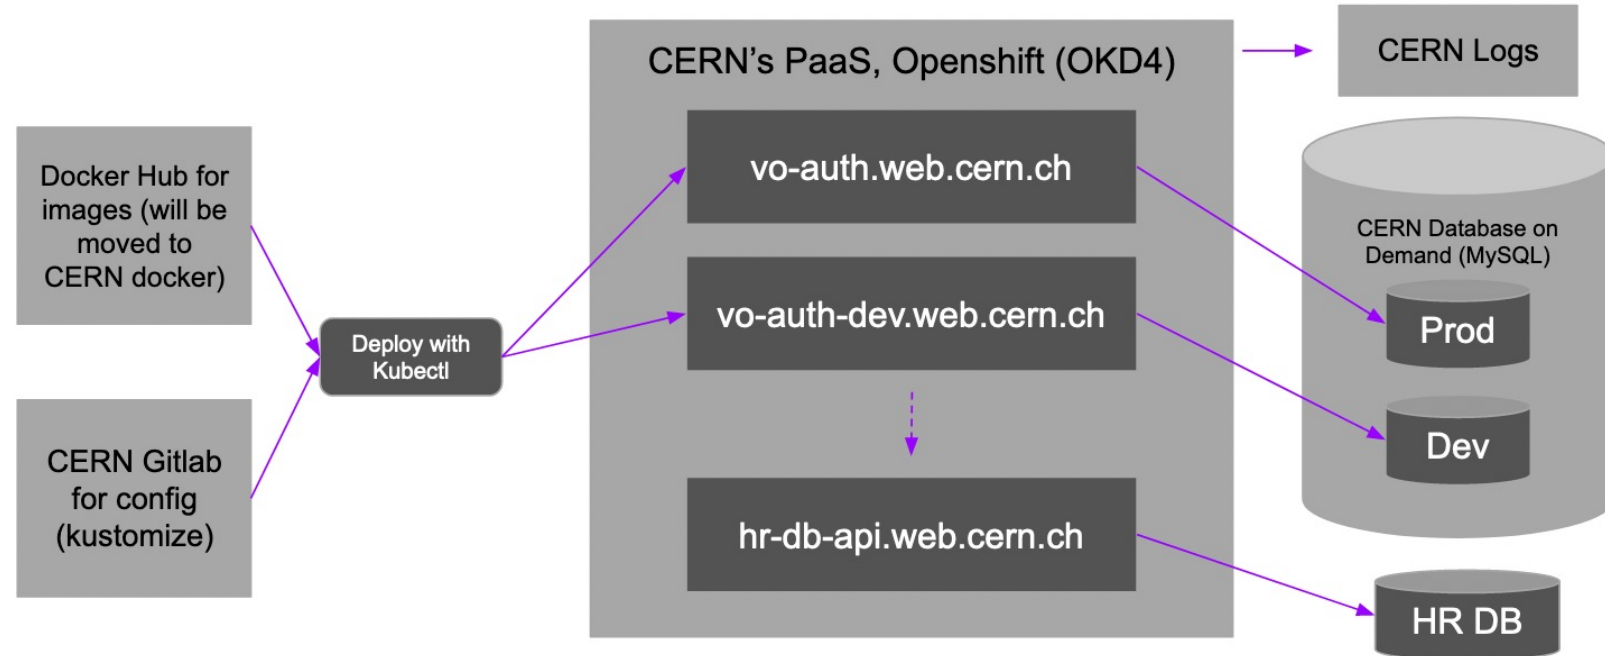 Docker Hub for
images (will be
moved to
CERN docker)
CERN Gitlab
for config
(kustomize)
Deploy with
Kubectl
CERN’s PaaS, Openshift (OKD4)
vo-auth.web.cern.ch
vo-auth-dev.web.cern.ch
hr-db-api.web.cern.ch
CERN Logs
CERN Database on
Demand (MySQL)
Prod
Dev
HR DB